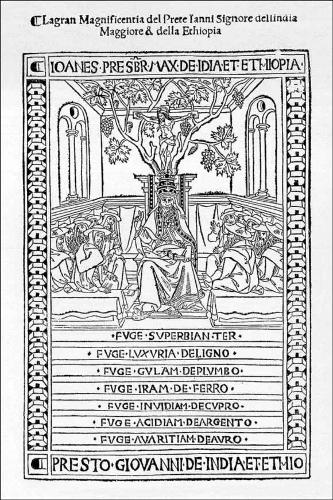 ¶ La gran Magnificentia del Prete Ianni Signore dellindia
Maggiore & della Ethiopia
¶ IOANES·PRESBR·MAX·DE·IDIA·ET·ETHIOPIA·
·FVGE·SVPERBIAN·TER·
·FVGE·LVXVRIA·DELIGNO·
·FVGE·GVLAM·DEPLVMBO·
·FVGE·IRAM·DE·FERRO·
·FVGE·INVIDIAM·DECVPRO·
·FVGE·ACIDIAM·DEARGENTO·
·FVGE·AVARITIAM·DEAVRO·
¶ PRESTO·GIOVANNI·DE·INDIA·ET·ETHIO